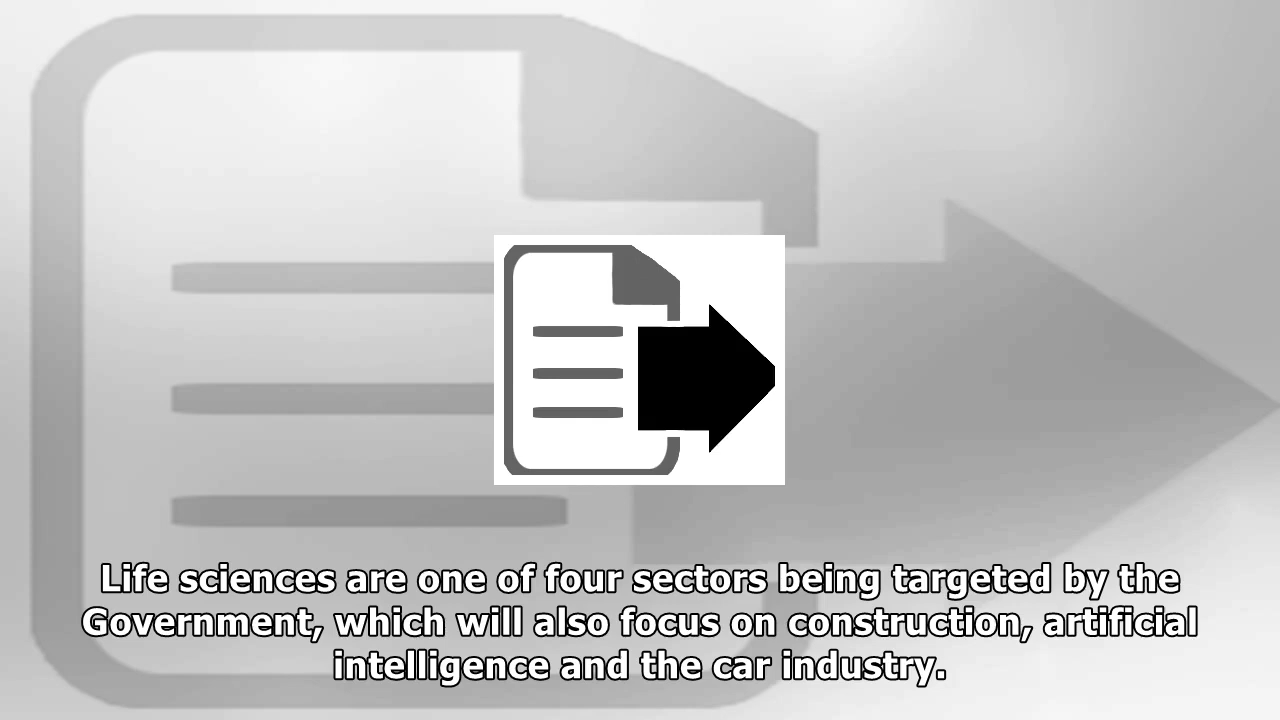 Life sciences are one of four sectors being targeted by the
Government, which will also focus on construction, artificial
intelligence and the car industry.